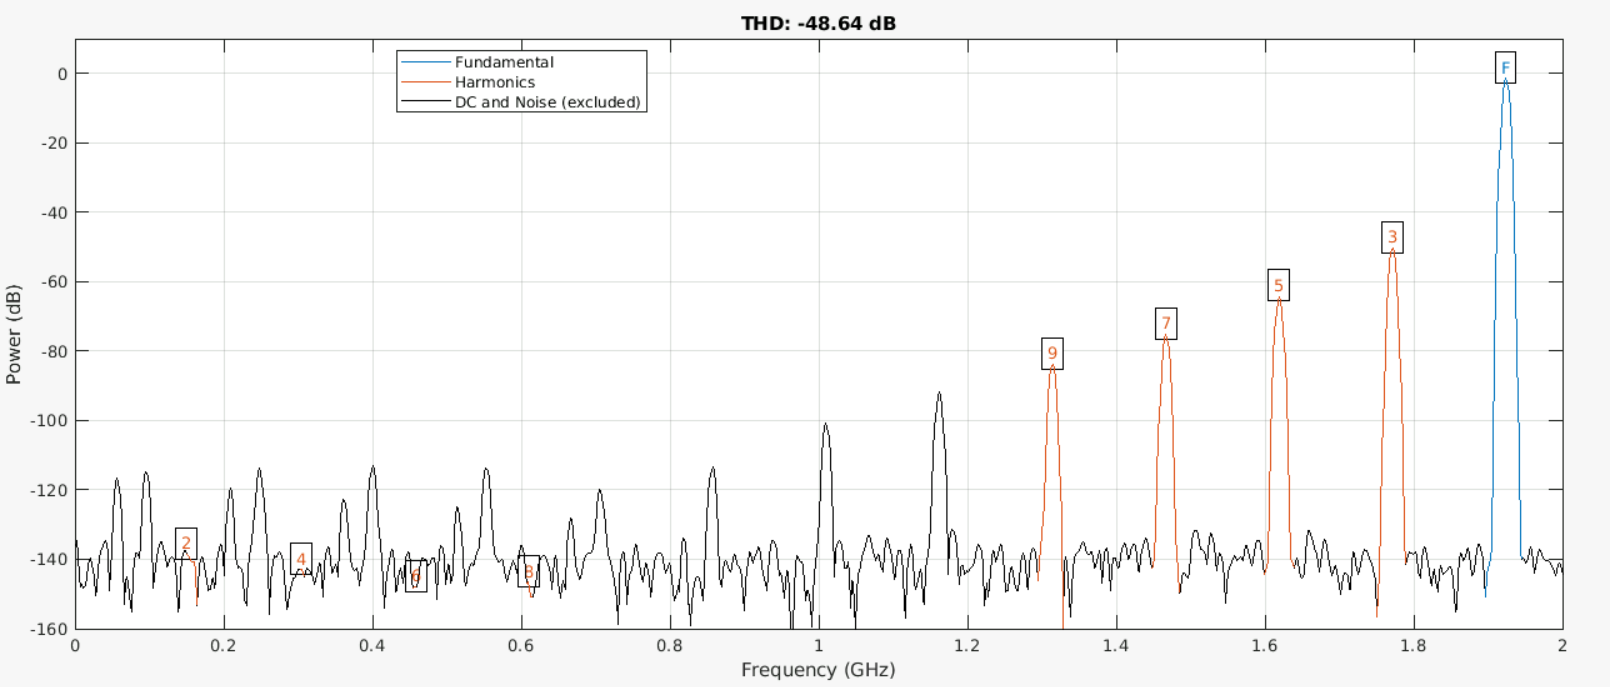 THD: -48.64 dB
Fundamental
Harmonics
DC and Noise (excluded)
F
3
5
7
9
2
4
6
8
0
-20
-40
-60
-80
-100
-120
-140
-160
Power (dB)
0 0.2 0.4 0.6 0.8 1 1.2 1.4 1.6 1.8 2
Frequency (GHz)